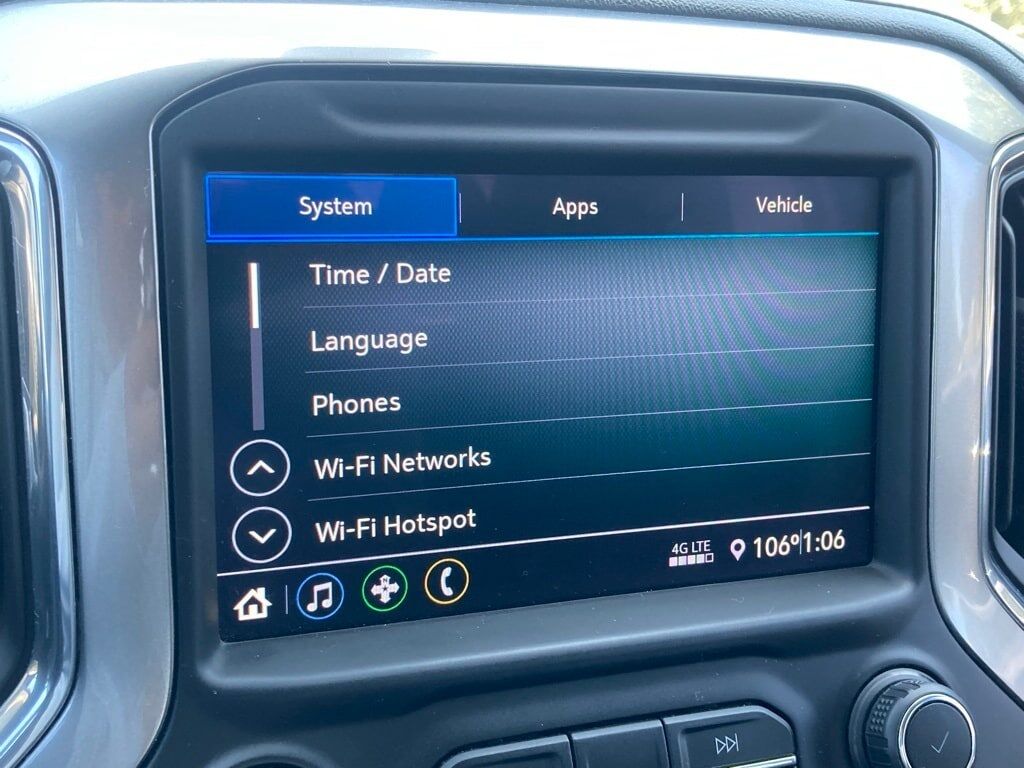 System Apps Vehicle
Time / Date
Language
Phones
Wi-Fi Networks
Wi-Fi Hotspot
4G LTE 106° 1:06